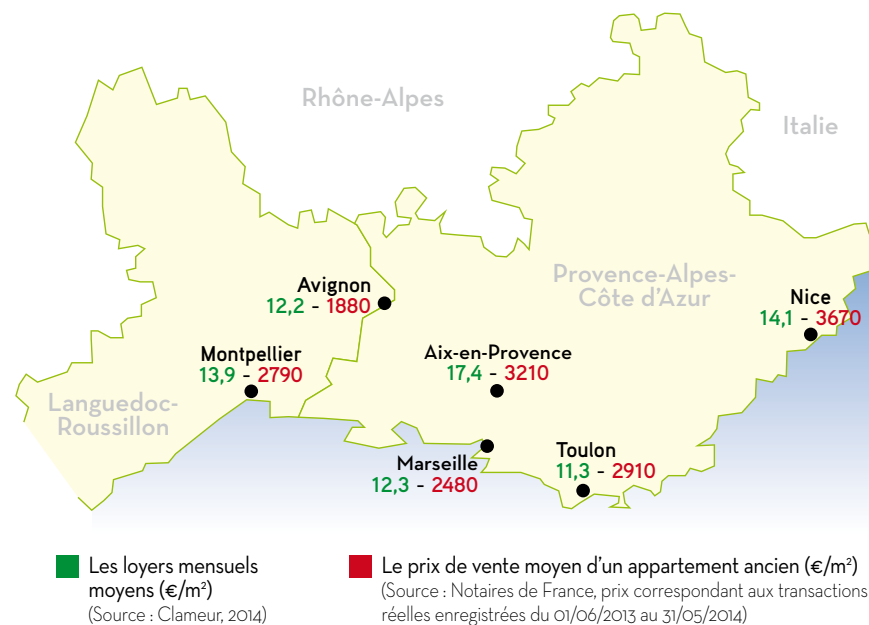 Rhône-Alpes
Italie
Provence-Alpes-
Côte d'Azur
Avignon
12,2 - 1880
Nice
14,1 - 3670
Montpellier
13,9 - 2790
Aix-en-Provence
17,4 - 3210
Languedoc-
Roussillon
Marseille
12,3 - 2480
Toulon
11,3 - 2910
Les loyers mensuels
moyens (€/m²)
(Source : Clameur, 2014)
Le prix de vente moyen d'un appartement ancien (€/m²)
(Source : Notaires de France, prix correspondant aux transactions
réelles enregistrées du 01/06/2013 au 31/05/2014)